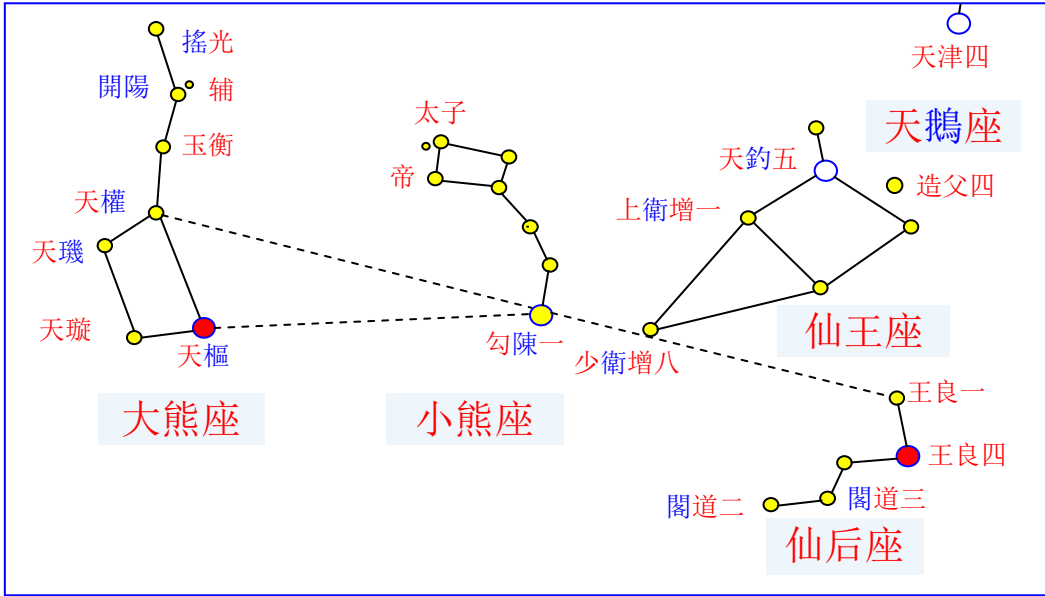 搖光
開陽
辅
玉衡
天權
天璣
天璇
天樞
大熊座
太子
帝
勾陳一
小熊座
天津四
天鵝座
天釣五
造父四
上衛增一
少衛增八
仙王座
王良一
王良四
閣道三
閣道二
仙后座